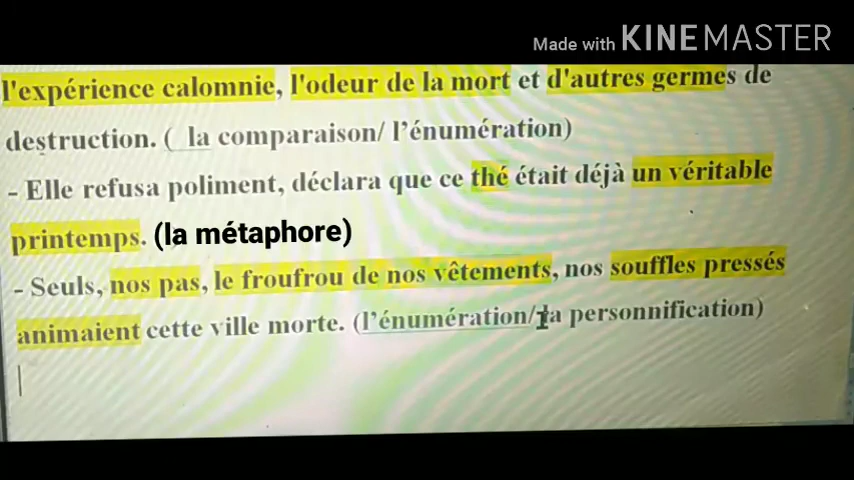 Made with KINEMASTER
l'expérience calomnie, l'odeur de la mort et d'autres germes de
destruction. ( la comparaison/ l'énumération)
- Elle refusa poliment, déclara que ce thé était déjà un véritable
printemps. (la métaphore)
- Seuls, nos pas, le froufrou de nos vêtements, nos souffles pressés
animaient cette ville morte. (l'énumération/la personnification)